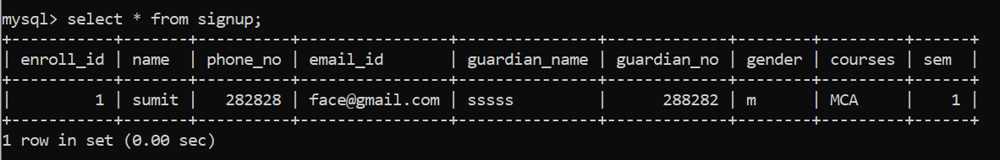 mysql> select * from signup;
+-----------+-------+----------+----------------+---------------+-------------+--------+---------+------+
| enroll_id | name  | phone_no | email_id       | guardian_name | guardian_no | gender | courses | sem  |
+-----------+-------+----------+----------------+---------------+-------------+--------+---------+------+
|         1 | sumit |   282828 | face@gmail.com | sssss         |      288282 | m      | MCA     |    1 |
+-----------+-------+----------+----------------+---------------+-------------+--------+---------+------+
1 row in set (0.00 sec)